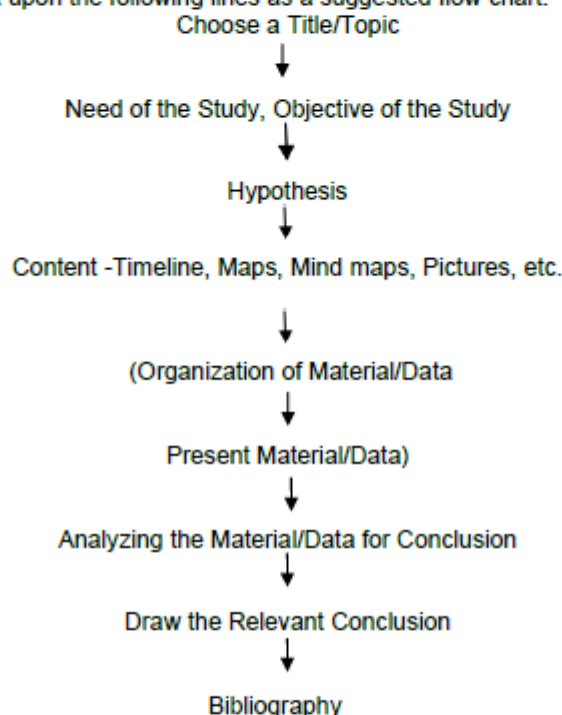 upon the following lines as a suggested flow chart.
Choose a Title/Topic
Need of the Study, Objective of the Study
Hypothesis
Content -Timeline, Maps, Mind maps, Pictures, etc.
(Organization of Material/Data
Present Material/Data)
Analyzing the Material/Data for Conclusion
Draw the Relevant Conclusion
Bibliography